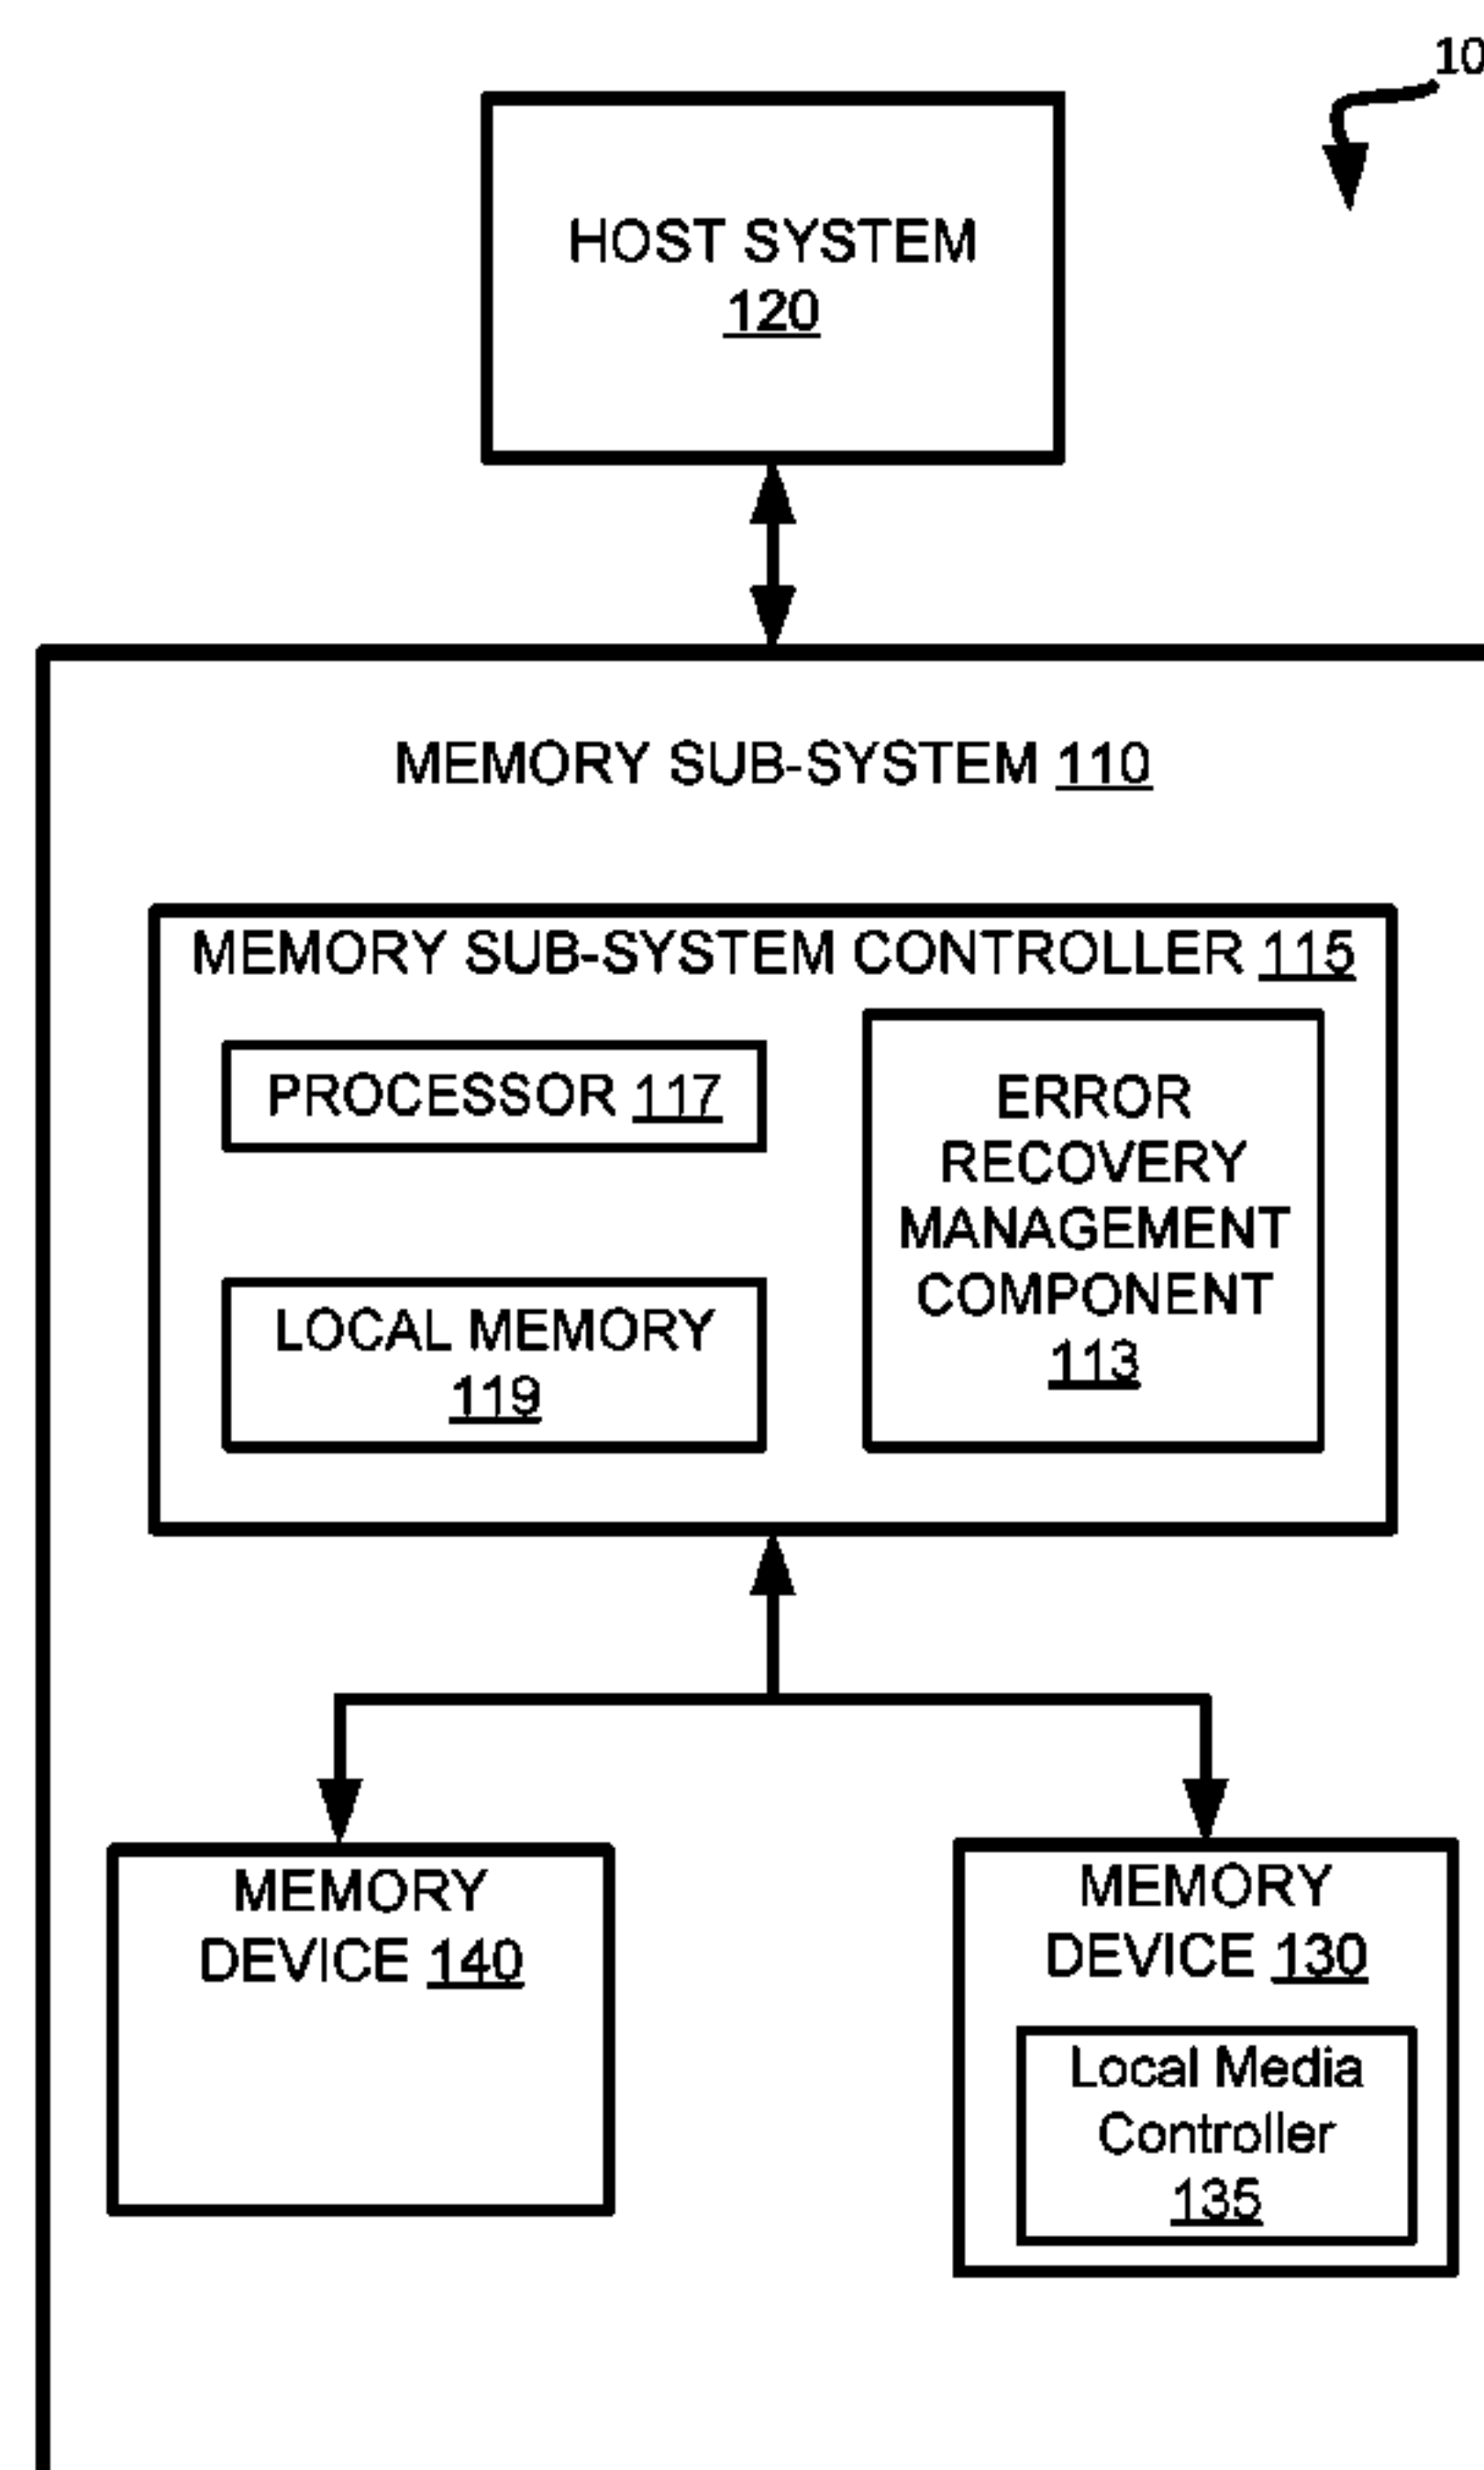 10
HOST SYSTEM
120
MEMORY SUB-SYSTEM 110
MEMORY SUB-SYSTEM CONTROLLER 115
PROCESSOR 117
LOCAL MEMORY
119
ERROR
RECOVERY
MANAGEMENT
COMPONENT
113
MEMORY
DEVICE 140
MEMORY
DEVICE 130
Local Media
Controller
135